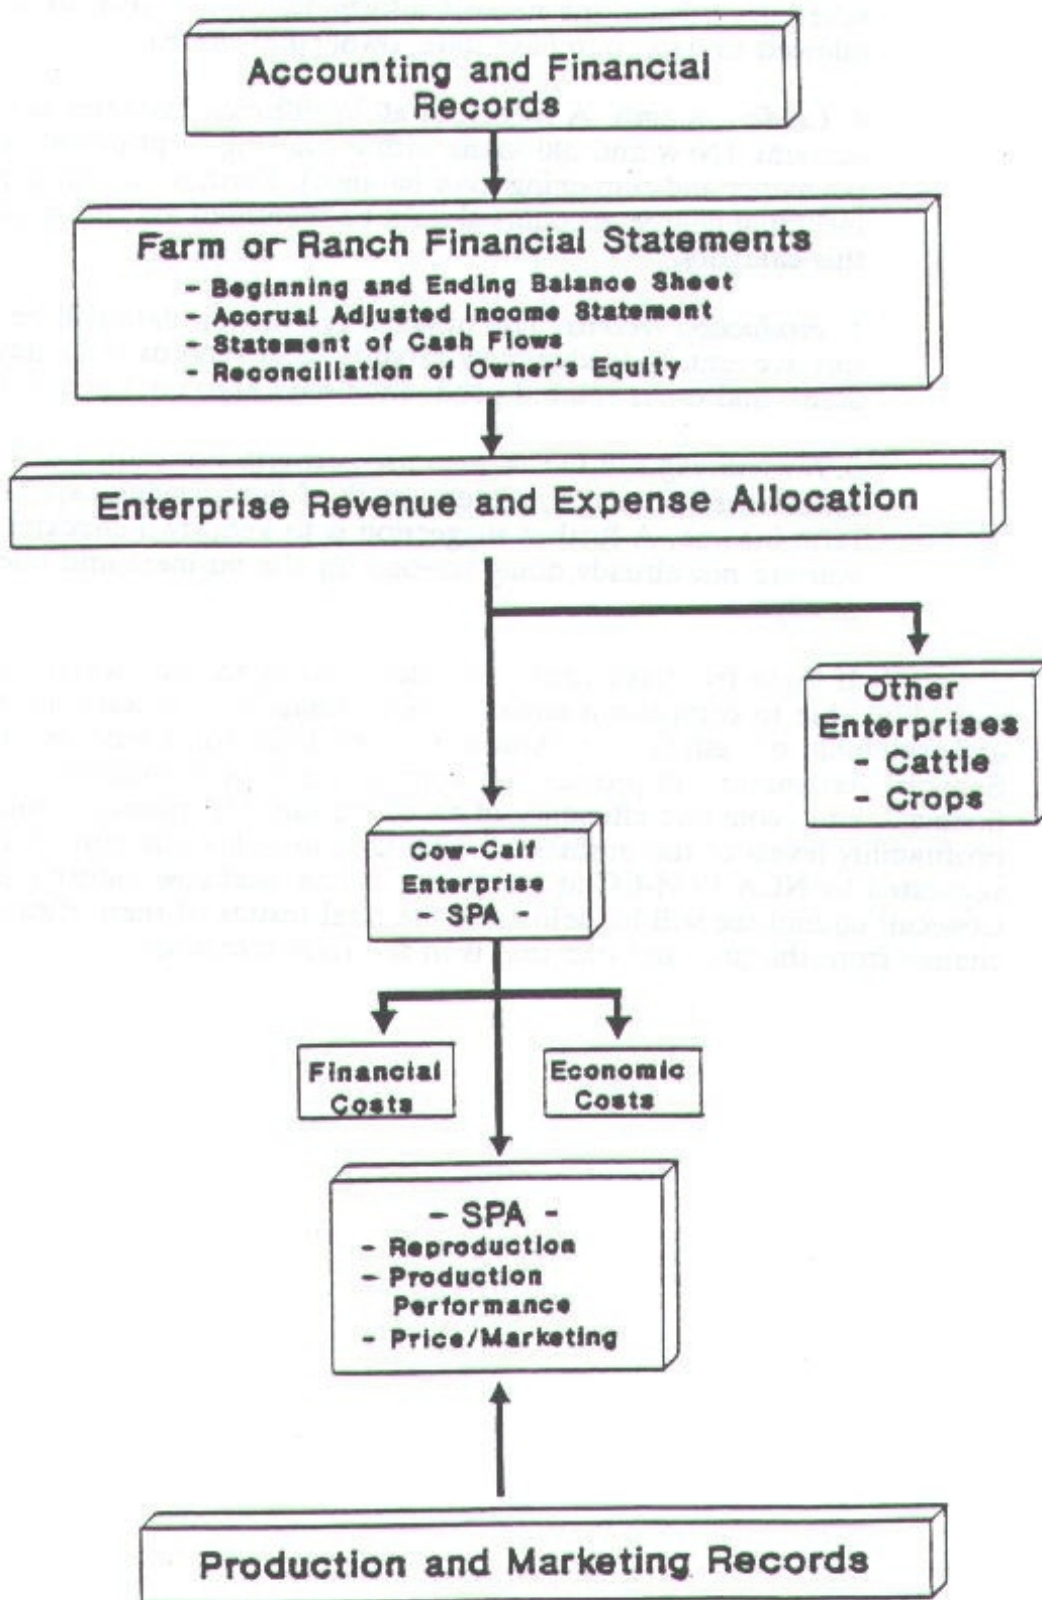 Accounting and Financial
Records
Farm or Ranch Financial Statements
- Beginning and Ending Balance Sheet
- Accrual Adjusted Income Statement
- Statement of Cash Flows
- Reconciliation of Owner's Equity
Enterprise Revenue and Expense Allocation
Other
Enterprises
- Cattle
- Crops
Cow-Calf
Enterprise
- SPA -
Financial
Costs
Economic
Costs
- SPA -
- Reproduction
- Production
Performance
- Price/Marketing
Production and Marketing Records